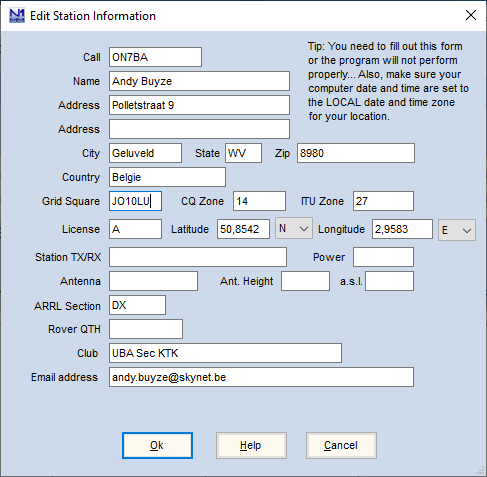 N1 Edit Station Information
Call ON7BA
Name Andy Buyze
Address Polletstraat 9
Address
City Geluveld State WV Zip 8980
Country Belgie
Grid Square JO10LU CQ Zone 14 ITU Zone 27
License A Latitude 50,8542 N Longitude 2,9583 E
Station TX/RX Power
Antenna Ant. Height a.s.l.
ARRL Section DX
Rover QTH
Club UBA Sec KTK
Email address andy.buyze@skynet.be
Tip: You need to fill out this form
or the program will not perform
properly... Also, make sure your
computer date and time are set to
the LOCAL date and time zone
for your location.
Ok Help Cancel